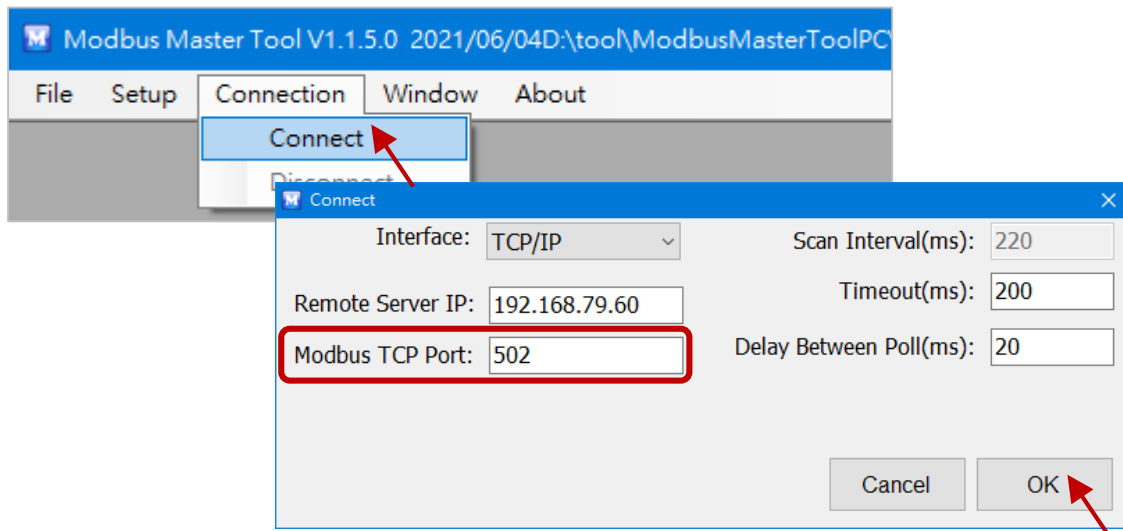 Modbus Master Tool V1.1.5.0 2021/06/04D:\tool\ModbusMasterToolPC
File Setup Connection Window About
Connect
Disconnect
Connect
Interface: TCP/IP
Scan Interval(ms): 220
Remote Server IP: 192.168.79.60
Timeout(ms): 200
Modbus TCP Port: 502
Delay Between Poll(ms): 20
Cancel OK